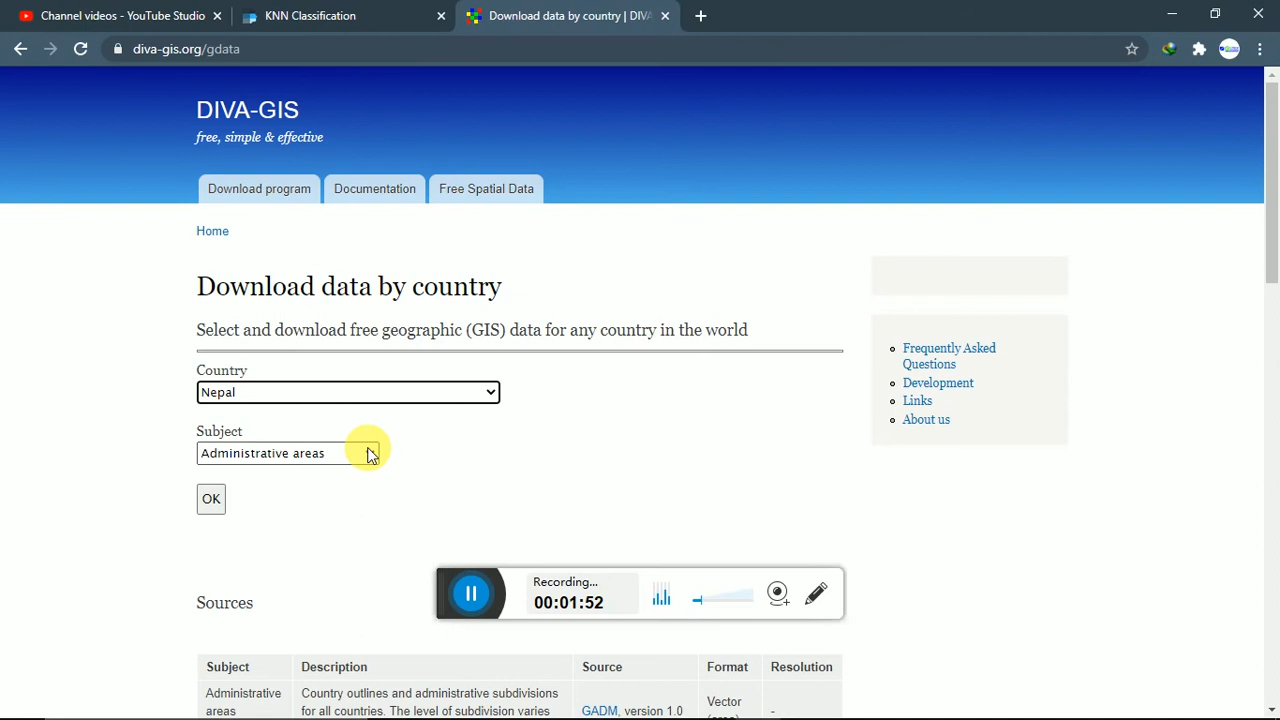 Channel videos - YouTube Studio
KNN Classification
Download data by country | DIV
diva-gis.org/gdata
DIVA-GIS
free, simple & effective
Download program
Documentation
Free Spatial Data
Home
Download data by country
Select and download free geographic (GIS) data for any country in the world
Country
Nepal
Subject
Administrative areas
OK
Frequently Asked
Questions
Development
Links
About us
Recording...
00:01:52
Sources
Subject Description Source Format Resolution
Administrative
areas
Country outlines and administrative subdivisions
for all countries. The level of subdivision varies
GADM, version 1.0
Vector
(area)
-